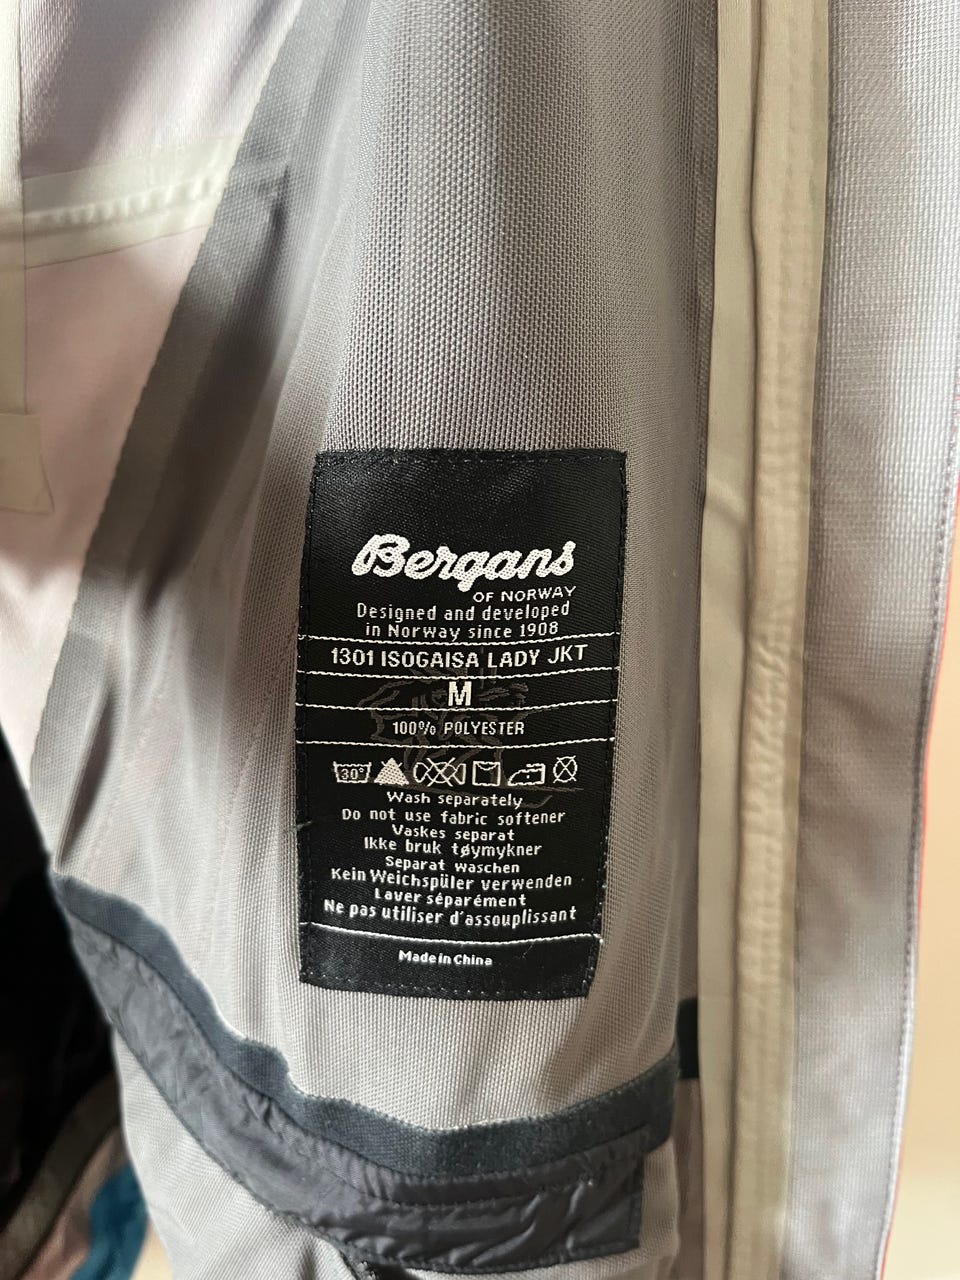 Bergans
OF NORWAY
Designed and developed
in Norway since 1908
1301 ISOGAISA LADY JKT
M
100% POLYESTER
30°
Wash separately
Do not use fabric softener
Vaskes separat
Ikke bruk tøymykner
Separat waschen
Kein Weichspüler verwenden
Laver séparément
Ne pas utiliser d'assouplissant
Made in China